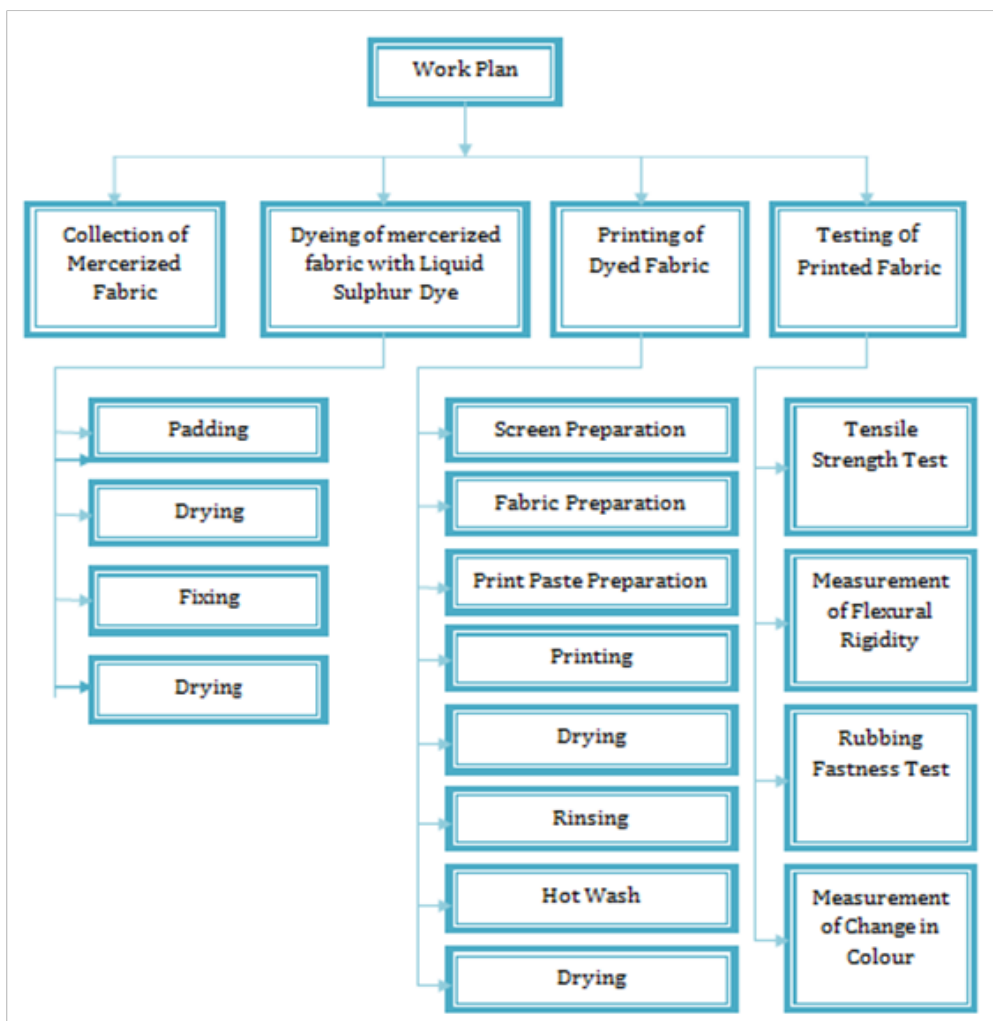 Work Plan
Collection of
Mercerized
Fabric
Dyeing of mercerized
fabric with Liquid
Sulphur Dye
Printing of
Dyed Fabric
Testing of
Printed Fabric
Padding
Drying
Fixing
Drying
Screen Preparation
Fabric Preparation
Print Paste Preparation
Printing
Drying
Rinsing
Hot Wash
Drying
Tensile
Strength Test
Measurement
of Flexural
Rigidity
Rubbing
Fastness Test
Measurement
of Change in
Colour